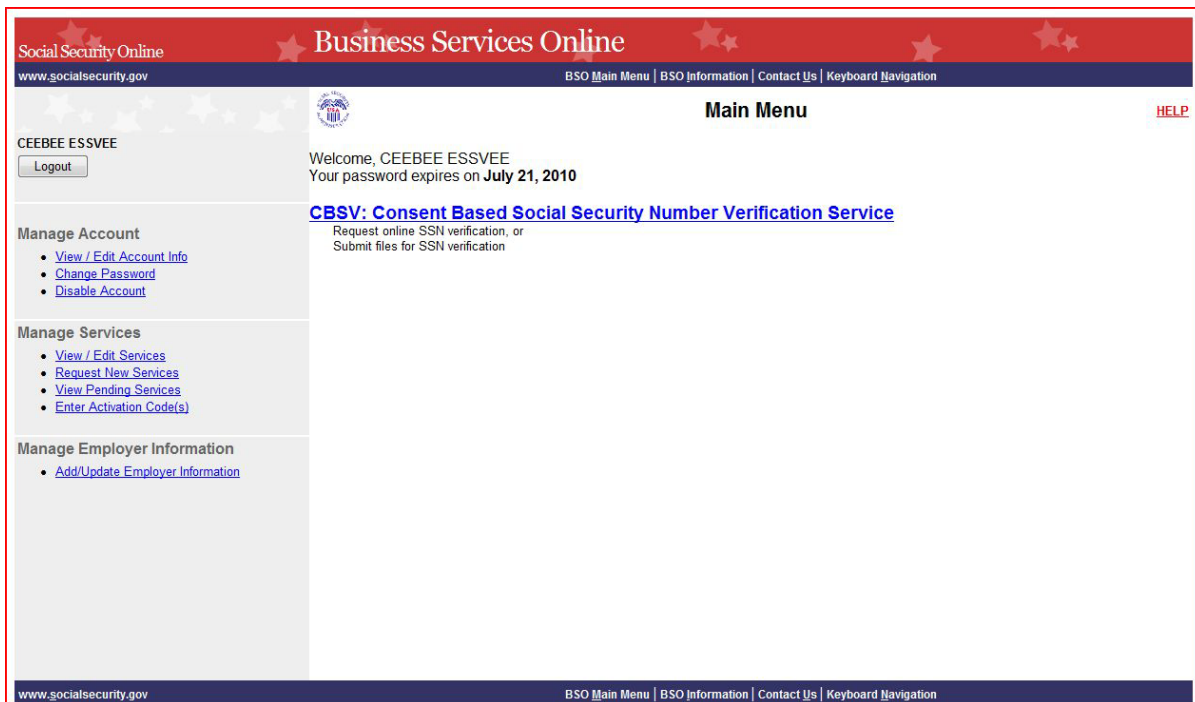 Social Security Online
Business Services Online
www.socialsecurity.gov
BSO Main Menu | BSO Information | Contact Us | Keyboard Navigation
CEEBEE ESSVEE
Logout
Manage Account
• View / Edit Account Info
• Change Password
• Disable Account
Manage Services
• View / Edit Services
• Request New Services
• View Pending Services
• Enter Activation Code(s)
Manage Employer Information
• Add/Update Employer Information
USA
Main Menu
HELP
Welcome, CEEBEE ESSVEE
Your password expires on July 21, 2010
CBSV: Consent Based Social Security Number Verification Service
Request online SSN verification, or
Submit files for SSN verification
www.socialsecurity.gov
BSO Main Menu | BSO Information | Contact Us | Keyboard Navigation